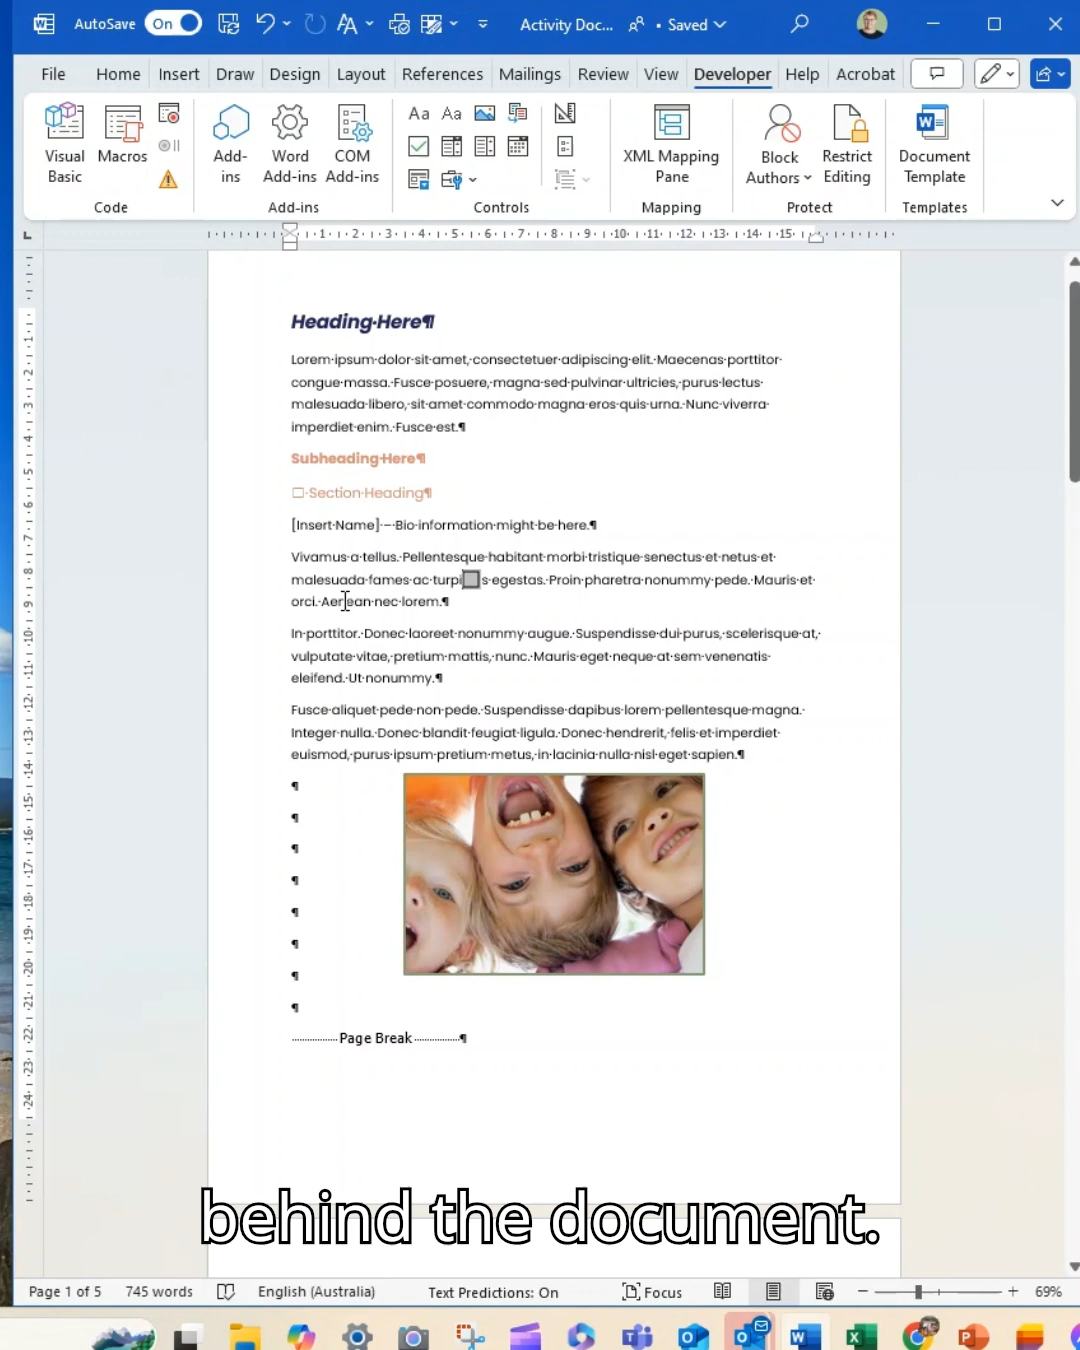 AutoSave On Activity Doc... • Saved
File Home Insert Draw Design Layout References Mailings Review View Developer Help Acrobat
Visual Basic
Macros
Code
Add-ins
Word Add-ins
COM Add-ins
Add-ins
Aa Aa
Controls
XML Mapping Pane
Mapping
Block Authors
Restrict Editing
Protect
Document Template
Templates
Heading·Here¶
Lorem·ipsum·dolor·sit·amet,·consectetuer·adipiscing·elit.·Maecenas·porttitor·
congue·massa.·Fusce·posuere,·magna·sed·pulvinar·ultricies,·purus·lectus·
malesuada·libero,·sit·amet·commodo·magna·eros·quis·urna.·Nunc·viverra·
imperdiet·enim.·Fusce·est.¶
Subheading·Here¶
☐·Section·Heading¶
[Insert·Name]·–·Bio·information·might·be·here.¶
Vivamus·a·tellus.·Pellentesque·habitant·morbi·tristique·senectus·et·netus·et·
malesuada·fames·ac·turpis·egestas.·Proin·pharetra·nonummy·pede.·Mauris·et·
orci.·Aenean·nec·lorem.¶
In·porttitor.·Donec·laoreet·nonummy·augue.·Suspendisse·dui·purus,·scelerisque·at,·
vulputate·vitae,·pretium·mattis,·nunc.·Mauris·eget·neque·at·sem·venenatis·
eleifend.·Ut·nonummy.¶
Fusce·aliquet·pede·non·pede.·Suspendisse·dapibus·lorem·pellentesque·magna.·
Integer·nulla.·Donec·blandit·feugiat·ligula.·Donec·hendrerit,·felis·et·imperdiet·
euismod,·purus·ipsum·pretium·metus,·in·lacinia·nulla·nisl·eget·sapien.¶
¶
¶
¶
¶
¶
¶
¶
¶
Page Break¶
behind the document.
Page 1 of 5 745 words English (Australia) Text Predictions: On Focus 69%